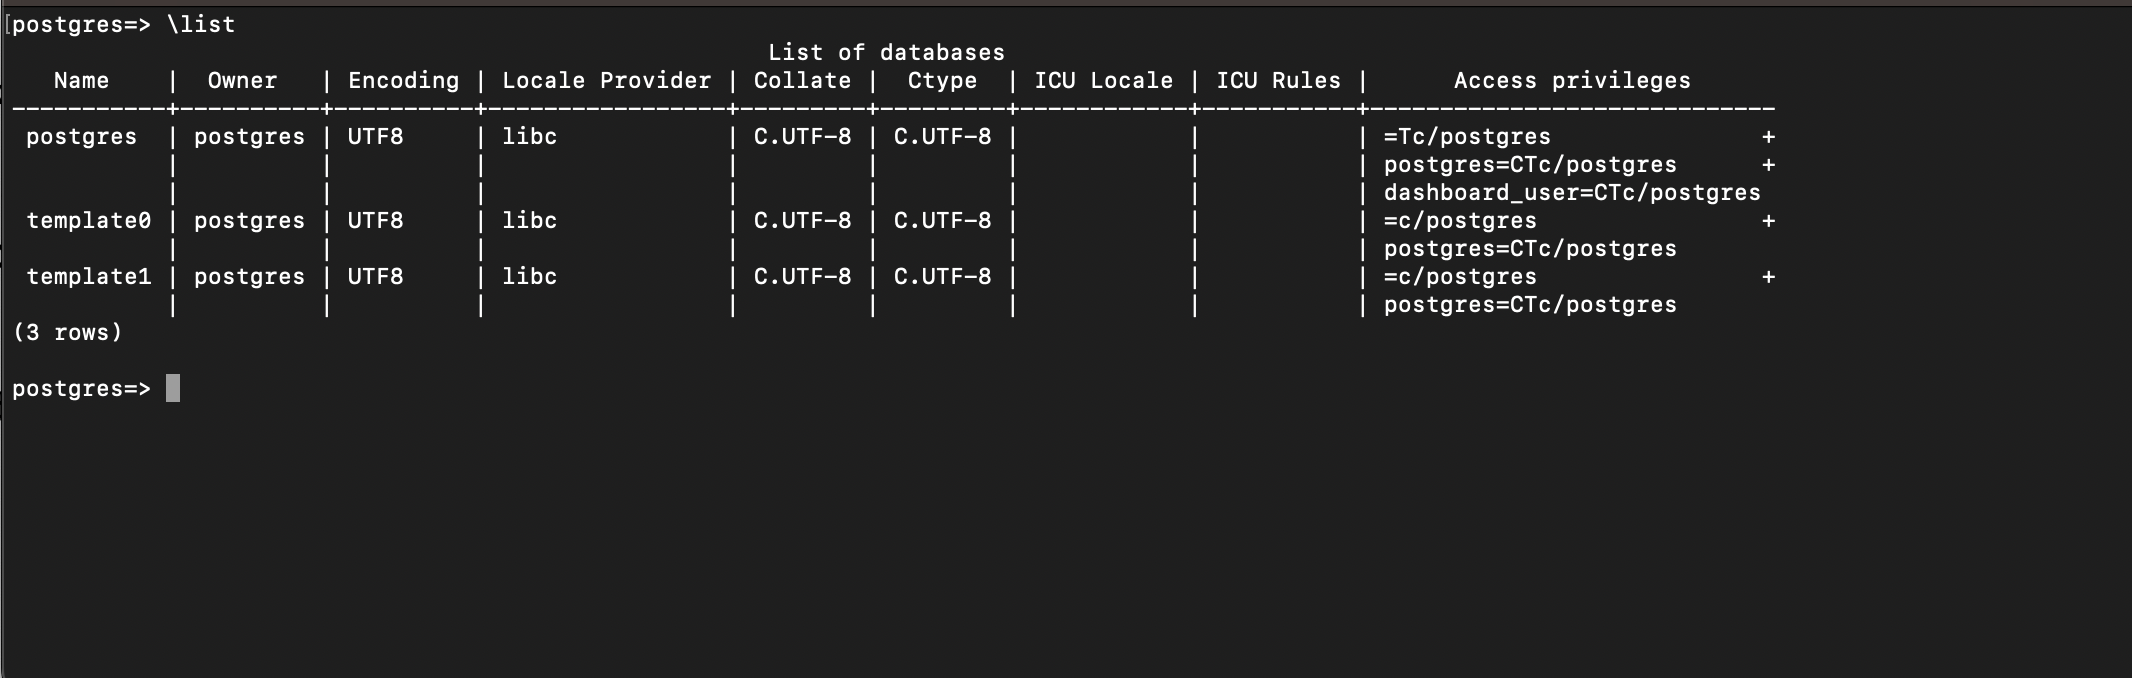 postgres=> \list
List of databases
Name | Owner | Encoding | Locale Provider | Collate | Ctype | ICU Locale | ICU Rules | Access privileges
-----------+----------+----------+-----------------+---------+---------+------------+-----------+-----------------------------
postgres | postgres | UTF8 | libc | C.UTF-8 | C.UTF-8 | | | =Tc/postgres +
| | | | | | | | postgres=CTc/postgres +
| | | | | | | | dashboard_user=CTc/postgres
template0 | postgres | UTF8 | libc | C.UTF-8 | C.UTF-8 | | | =c/postgres +
| | | | | | | | postgres=CTc/postgres
template1 | postgres | UTF8 | libc | C.UTF-8 | C.UTF-8 | | | =c/postgres +
| | | | | | | | postgres=CTc/postgres
(3 rows)
postgres=>